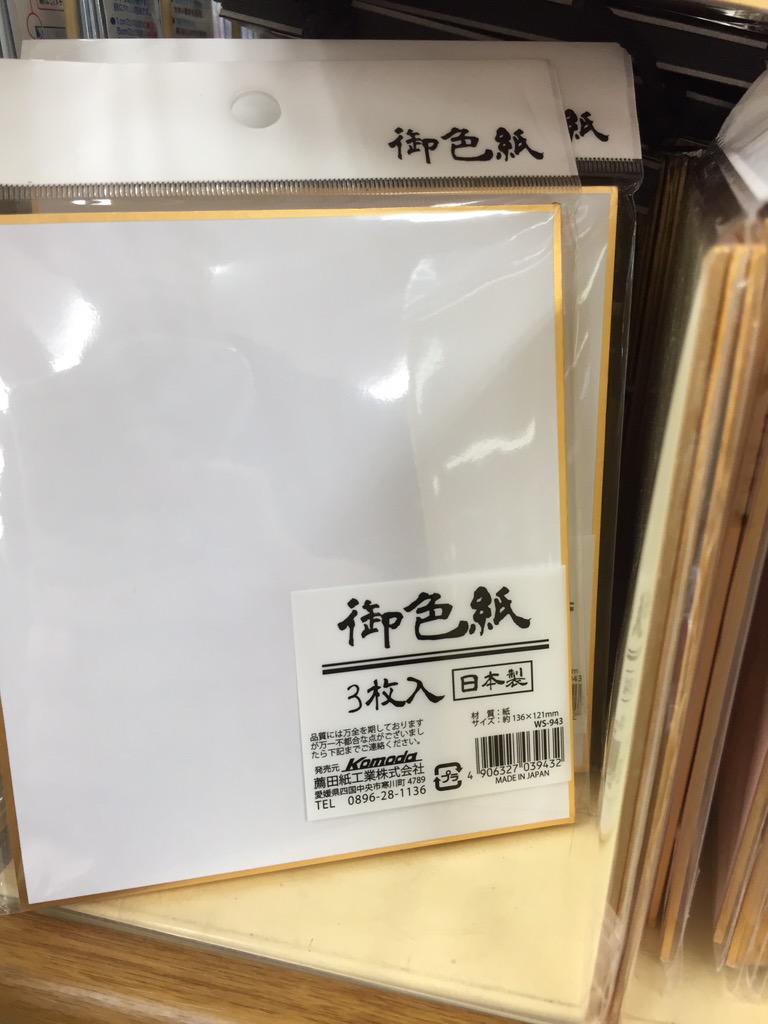 御色紙
紙
御色紙
3枚入 日本製
材 質：紙
サイズ：約136×121mm
WS-943
品質には万全を期しております
が万一不都合な点がございまし
たら下記までご連絡ください。
発売元 Komoda
薦田紙工業株式会社
愛媛県四国中央市寒川町4789
TEL 0896-28-1136
プラ
4 906327 039432
MADE IN JAPAN